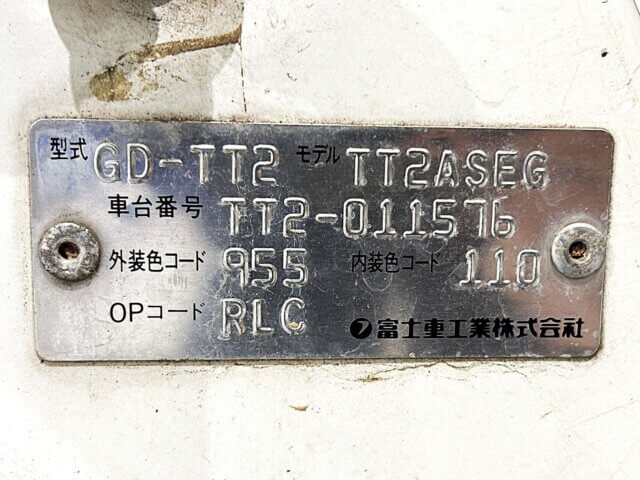 型式 GD-TT2 モデル TT2ASEG
車台番号 TT2-011576
外装色コード 955 内装色コード 110
OPコード RLC フ富士重工業株式会社